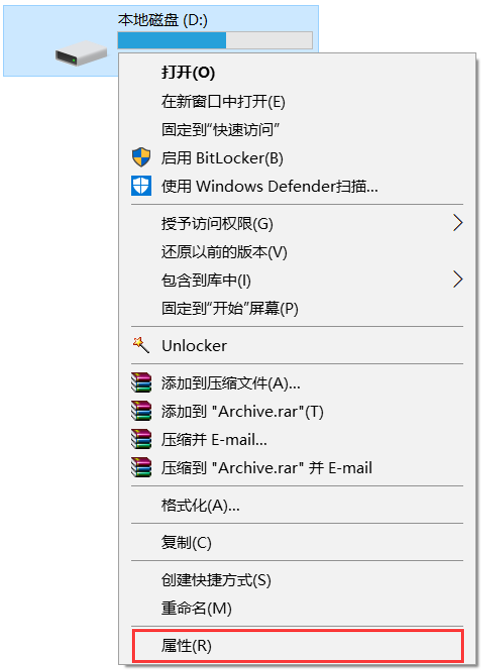 本地磁盘 (D:)
打开(O)
在新窗口中打开(E)
固定到"快速访问"
启用 BitLocker(B)
使用 Windows Defender扫描...
授予访问权限(G)
还原以前的版本(V)
包含到库中(I)
固定到"开始"屏幕(P)
Unlocker
添加到压缩文件(A)...
添加到 "Archive.rar"(T)
压缩并 E-mail...
压缩到 "Archive.rar" 并 E-mail
格式化(A)...
复制(C)
创建快捷方式(S)
重命名(M)
属性(R)